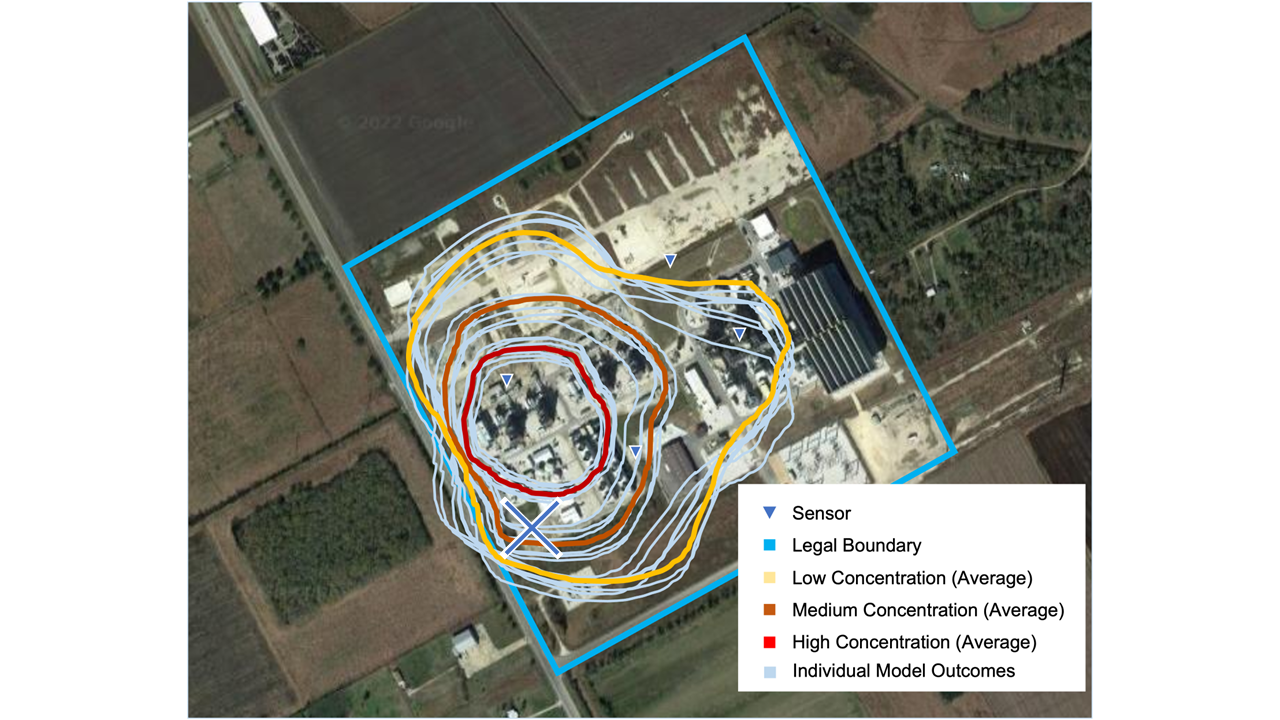 © 2022 Google
Sensor
Legal Boundary
Low Concentration (Average)
Medium Concentration (Average)
High Concentration (Average)
Individual Model Outcomes